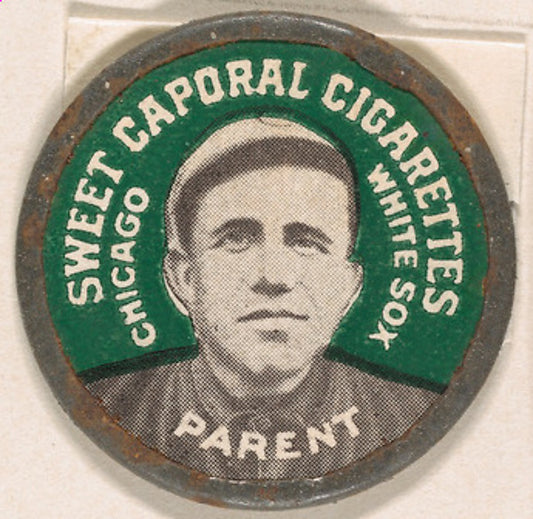 SWEET CAPORAL CIGARETTES
CHICAGO
WHITE SOX
PARENT